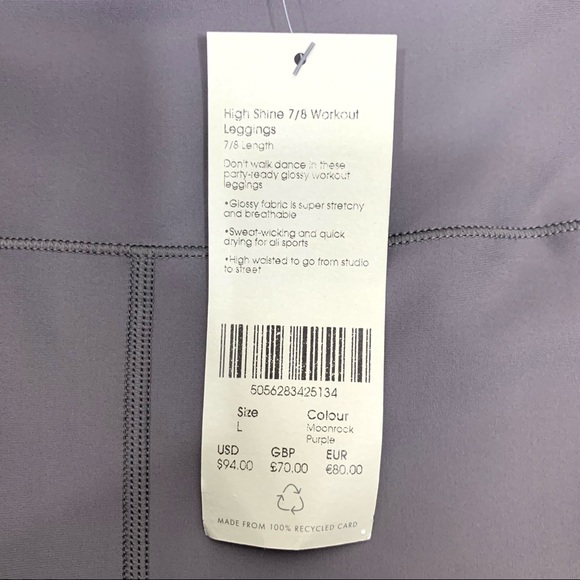 High Shine 7/8 Workout
Leggings
7/8 Length
Don't walk dance in these
party-ready glossy workout
leggings
•Glossy fabric is super stretchy
and breathable
•Sweat-wicking and quick
drying for all sports
•High waisted to go from studio
to street
5056283425134
Size Colour
L Moonrock
Purple
USD GBP EUR
$94.00 £70.00 €80.00
MADE FROM 100% RECYCLED CARD